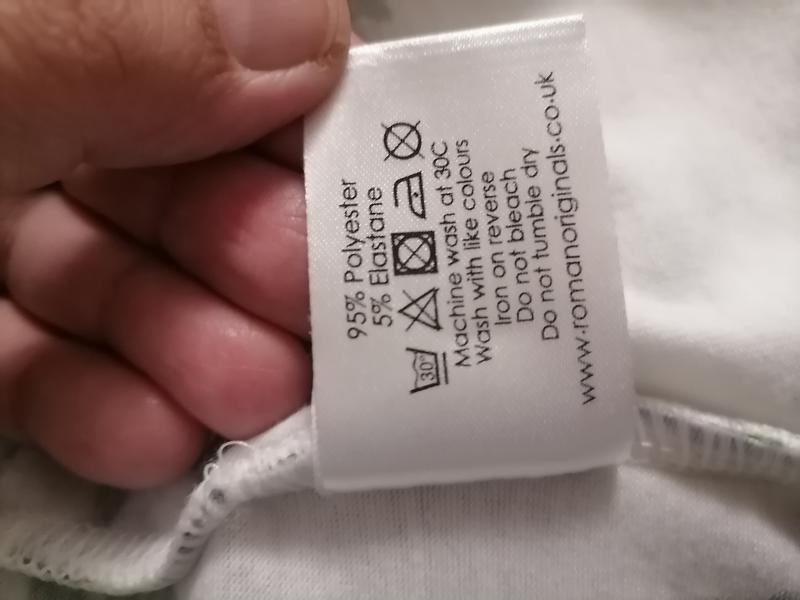 95% Polyester
5% Elastane
30°
Machine wash at 30C
Wash with like colours
Iron on reverse
Do not bleach
Do not tumble dry
www.romanoriginals.co.uk